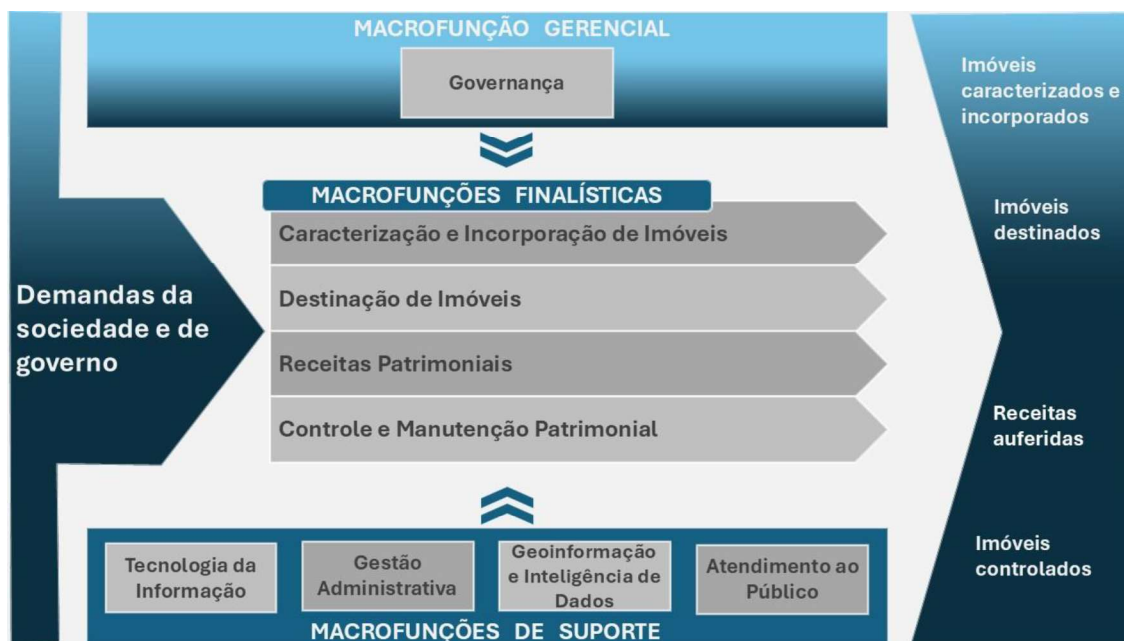 MACROFUNÇÃO GERENCIAL
Governança
Demandas da
sociedade e de
governo
MACROFUNÇÕES FINALÍSTICAS
Caracterização e Incorporação de Imóveis
Destinação de Imóveis
Receitas Patrimoniais
Controle e Manutenção Patrimonial
Tecnologia da
Informação
Gestão
Administrativa
Geoinformação
e Inteligência de
Dados
Atendimento ao
Público
MACROFUNÇÕES DE SUPORTE
Imóveis
caracterizados e
incorporados
Imóveis
destinados
Receitas
auferidas
Imóveis
controlados